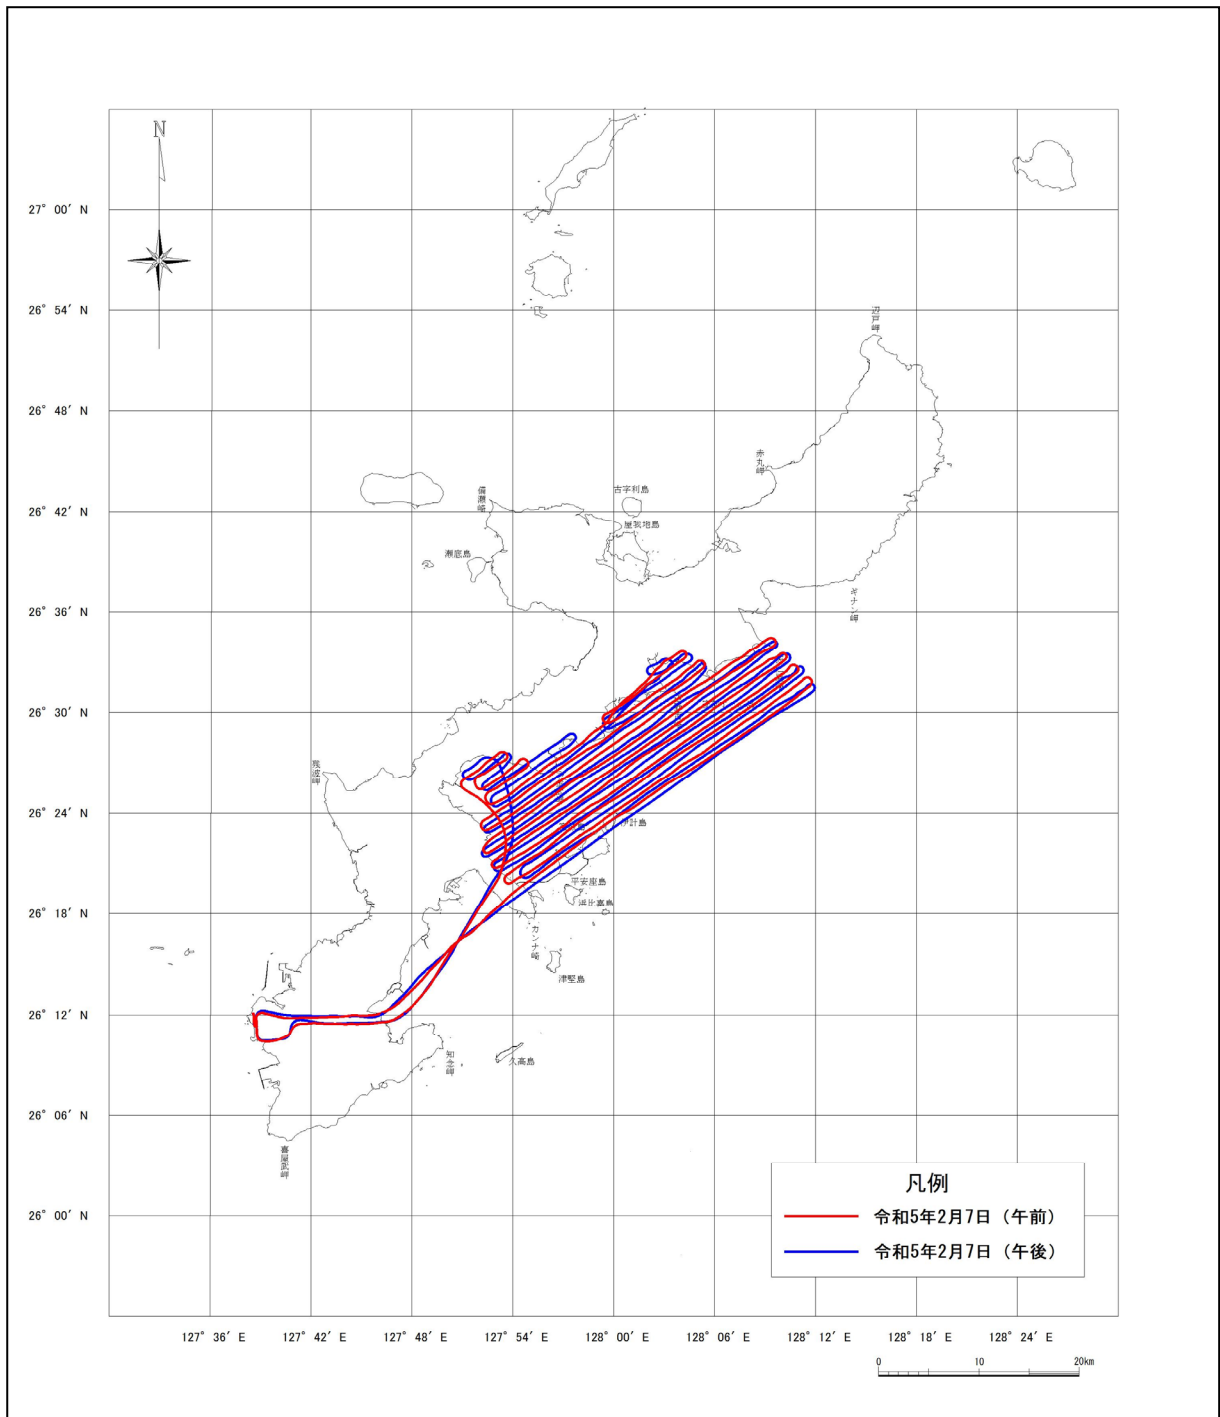 N
27° 00′ N
26° 54′ N
辺戸岬
26° 48′ N
赤丸岬
備瀬崎
古宇利島
26° 42′ N
屋我地島
瀬底島
26° 36′ N
ギナン岬
26° 30′ N
残波岬
26° 24′ N
伊計島
平安座島
26° 18′ N
浜比嘉島
カンナ崎
津堅島
26° 12′ N
知念岬
久高島
26° 06′ N
喜屋武岬
凡例
26° 00′ N
令和5年2月7日（午前）
令和5年2月7日（午後）
127° 36′ E
127° 42′ E
127° 48′ E
127° 54′ E
128° 00′ E
128° 06′ E
128° 12′ E
128° 18′ E
128° 24′ E
0
10
20km